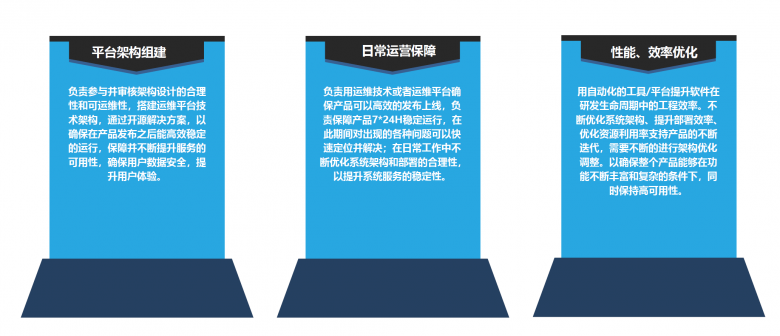 平台架构组建
负责参与并审核架构设计的合理
性和可运维性，搭建运维平台技
术架构，通过开源解决方案，以
确保在产品发布之后能高效稳定
的运行，保障并不断提升服务的
可用性，确保用户数据安全，提
升用户体验。
日常运营保障
负责用运维技术或者运维平台确
保产品可以高效的发布上线，负
责保障产品7*24H稳定运行，在
此期间对出现的各种问题可以快
速定位并解决；在日常工作中不
断优化系统架构和部署的合理性，
以提升系统服务的稳定性。
性能、效率优化
用自动化的工具/平台提升软件在
研发生命周期中的工程效率。不
断优化系统架构、提升部署效率、
优化资源利用率支持产品的不断
迭代，需要不断的进行架构优化
调整。以确保整个产品能够在功
能不断丰富和复杂的条件下，同
时保持高可用性。